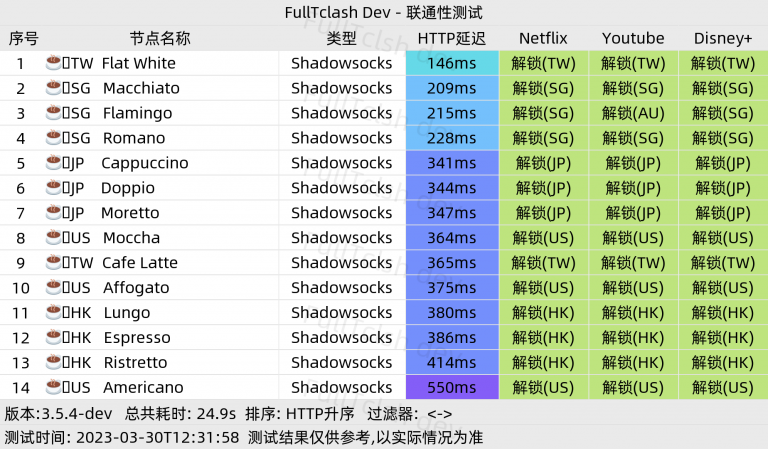 FullTclash Dev - 联通性测试
序号 节点名称 类型 HTTP延迟 Netflix Youtube Disney+
1 ☕TW Flat White Shadowsocks 146ms 解锁(TW) 解锁(TW) 解锁(TW)
2 ☕SG Macchiato Shadowsocks 209ms 解锁(SG) 解锁(SG) 解锁(SG)
3 ☕SG Flamingo Shadowsocks 215ms 解锁(SG) 解锁(AU) 解锁(SG)
4 ☕SG Romano Shadowsocks 228ms 解锁(SG) 解锁(SG) 解锁(SG)
5 ☕JP Cappuccino Shadowsocks 341ms 解锁(JP) 解锁(JP) 解锁(JP)
6 ☕JP Doppio Shadowsocks 344ms 解锁(JP) 解锁(JP) 解锁(JP)
7 ☕JP Moretto Shadowsocks 347ms 解锁(JP) 解锁(JP) 解锁(JP)
8 ☕US Moccha Shadowsocks 364ms 解锁(US) 解锁(US) 解锁(US)
9 ☕TW Cafe Latte Shadowsocks 365ms 解锁(TW) 解锁(TW) 解锁(TW)
10 ☕US Affogato Shadowsocks 375ms 解锁(US) 解锁(US) 解锁(US)
11 ☕HK Lungo Shadowsocks 380ms 解锁(HK) 解锁(HK) 解锁(HK)
12 ☕HK Espresso Shadowsocks 386ms 解锁(HK) 解锁(HK) 解锁(HK)
13 ☕HK Ristretto Shadowsocks 414ms 解锁(HK) 解锁(HK) 解锁(HK)
14 ☕US Americano Shadowsocks 550ms 解锁(US) 解锁(US) 解锁(US)
版本:3.5.4-dev 总共耗时: 24.9s 排序: HTTP升序 过滤器: <->
测试时间: 2023-03-30T12:31:58 测试结果仅供参考,以实际情况为准